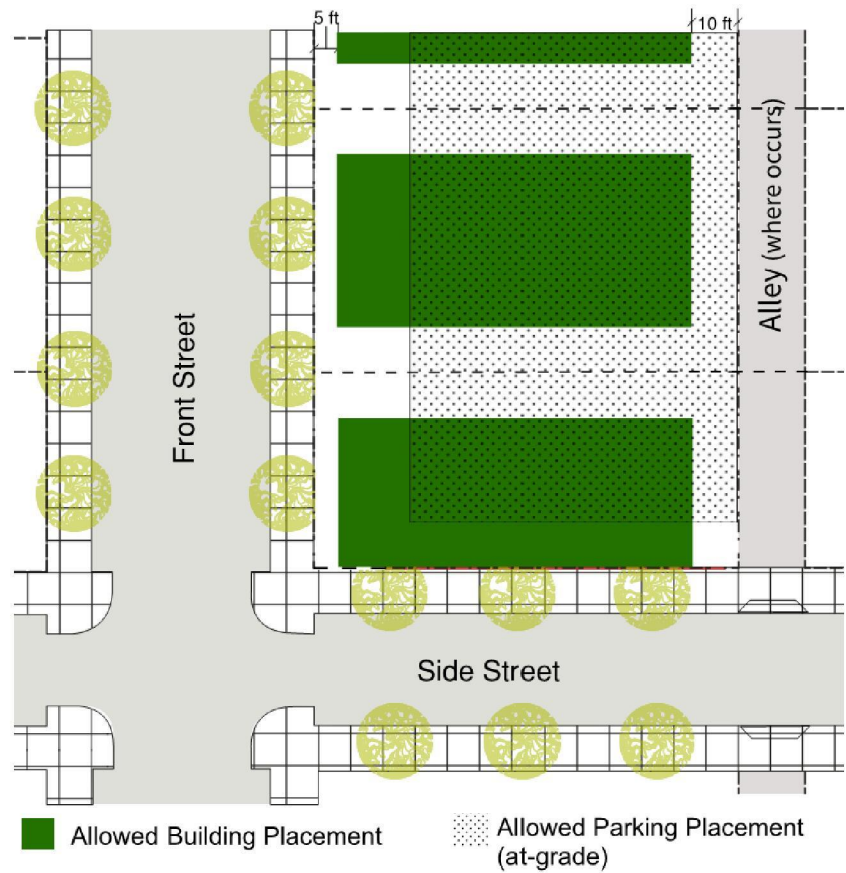 5 ft
10 ft
Alley (where occurs)
Front Street
Side Street
Allowed Building Placement
Allowed Parking Placement
(at-grade)